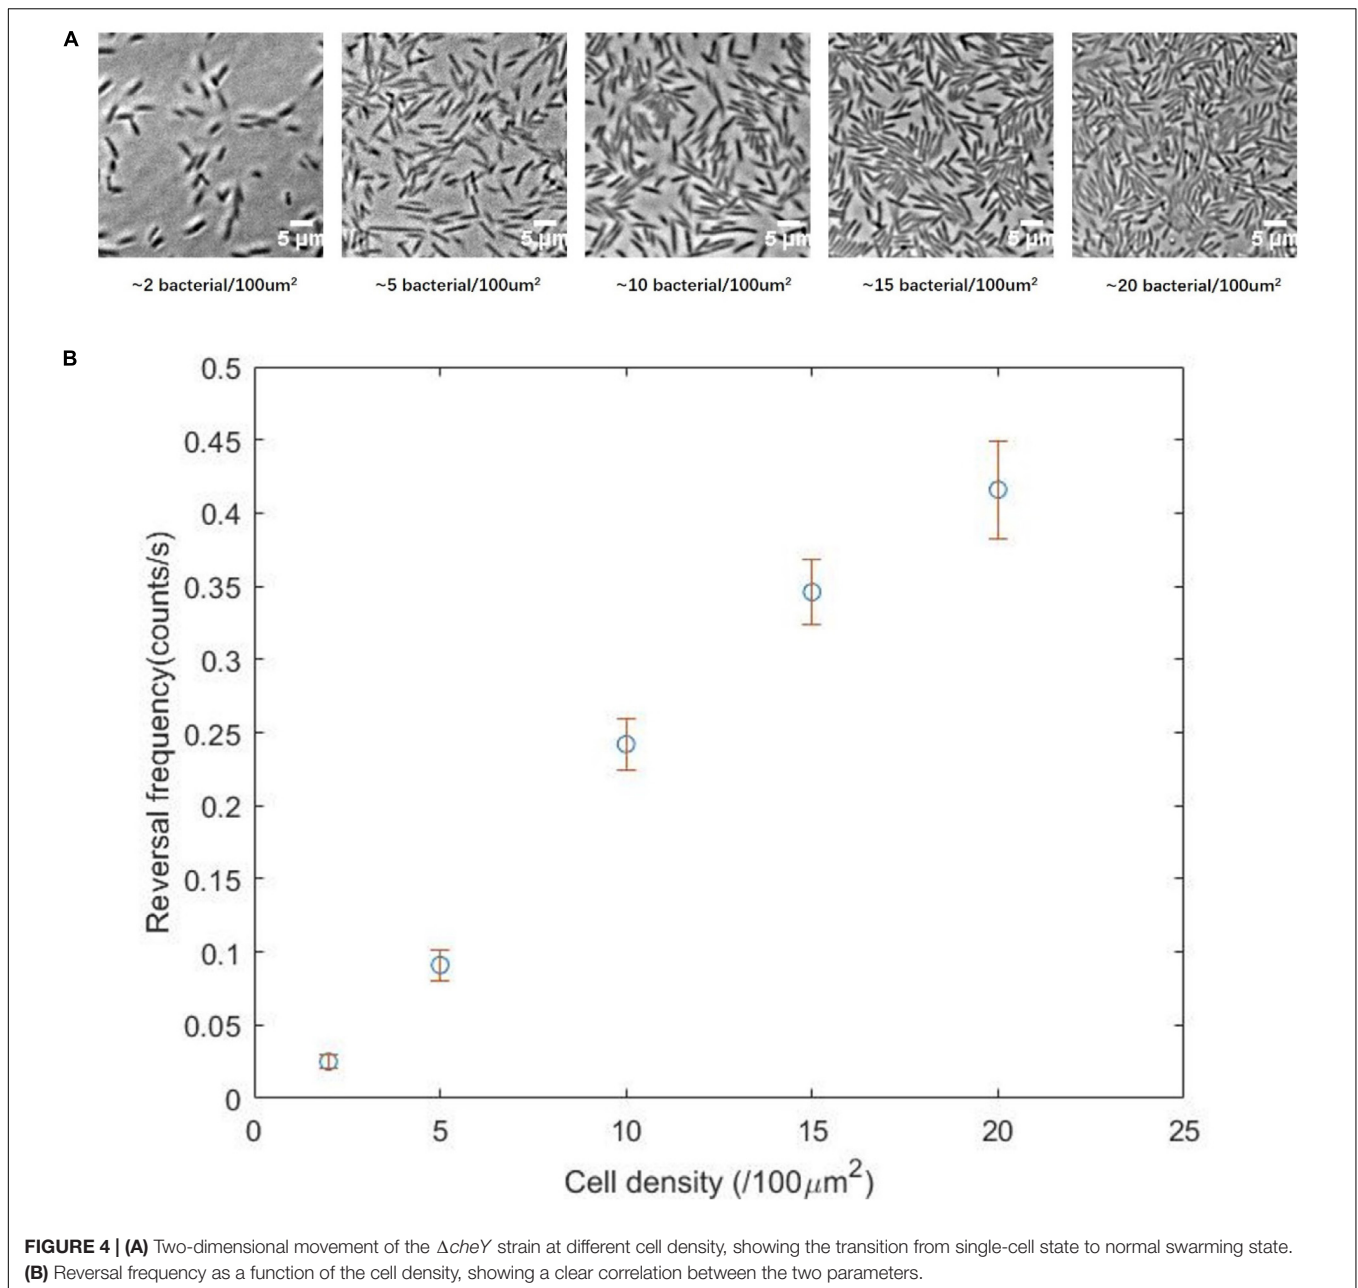 A
5 µm
5 µm
5 µm
5 µm
5 µm
~2 bacterial/100um²
~5 bacterial/100um²
~10 bacterial/100um²
~15 bacterial/100um²
~20 bacterial/100um²
B
0.5
0.45
0.4
0.35
0.3
0.25
0.2
0.15
0.1
0.05
0
Reversal frequency(counts/s)
0 5 10 15 20 25
Cell density (/100µm²)
FIGURE 4 | (A) Two-dimensional movement of the ΔcheY strain at different cell density, showing the transition from single-cell state to normal swarming state.
(B) Reversal frequency as a function of the cell density, showing a clear correlation between the two parameters.